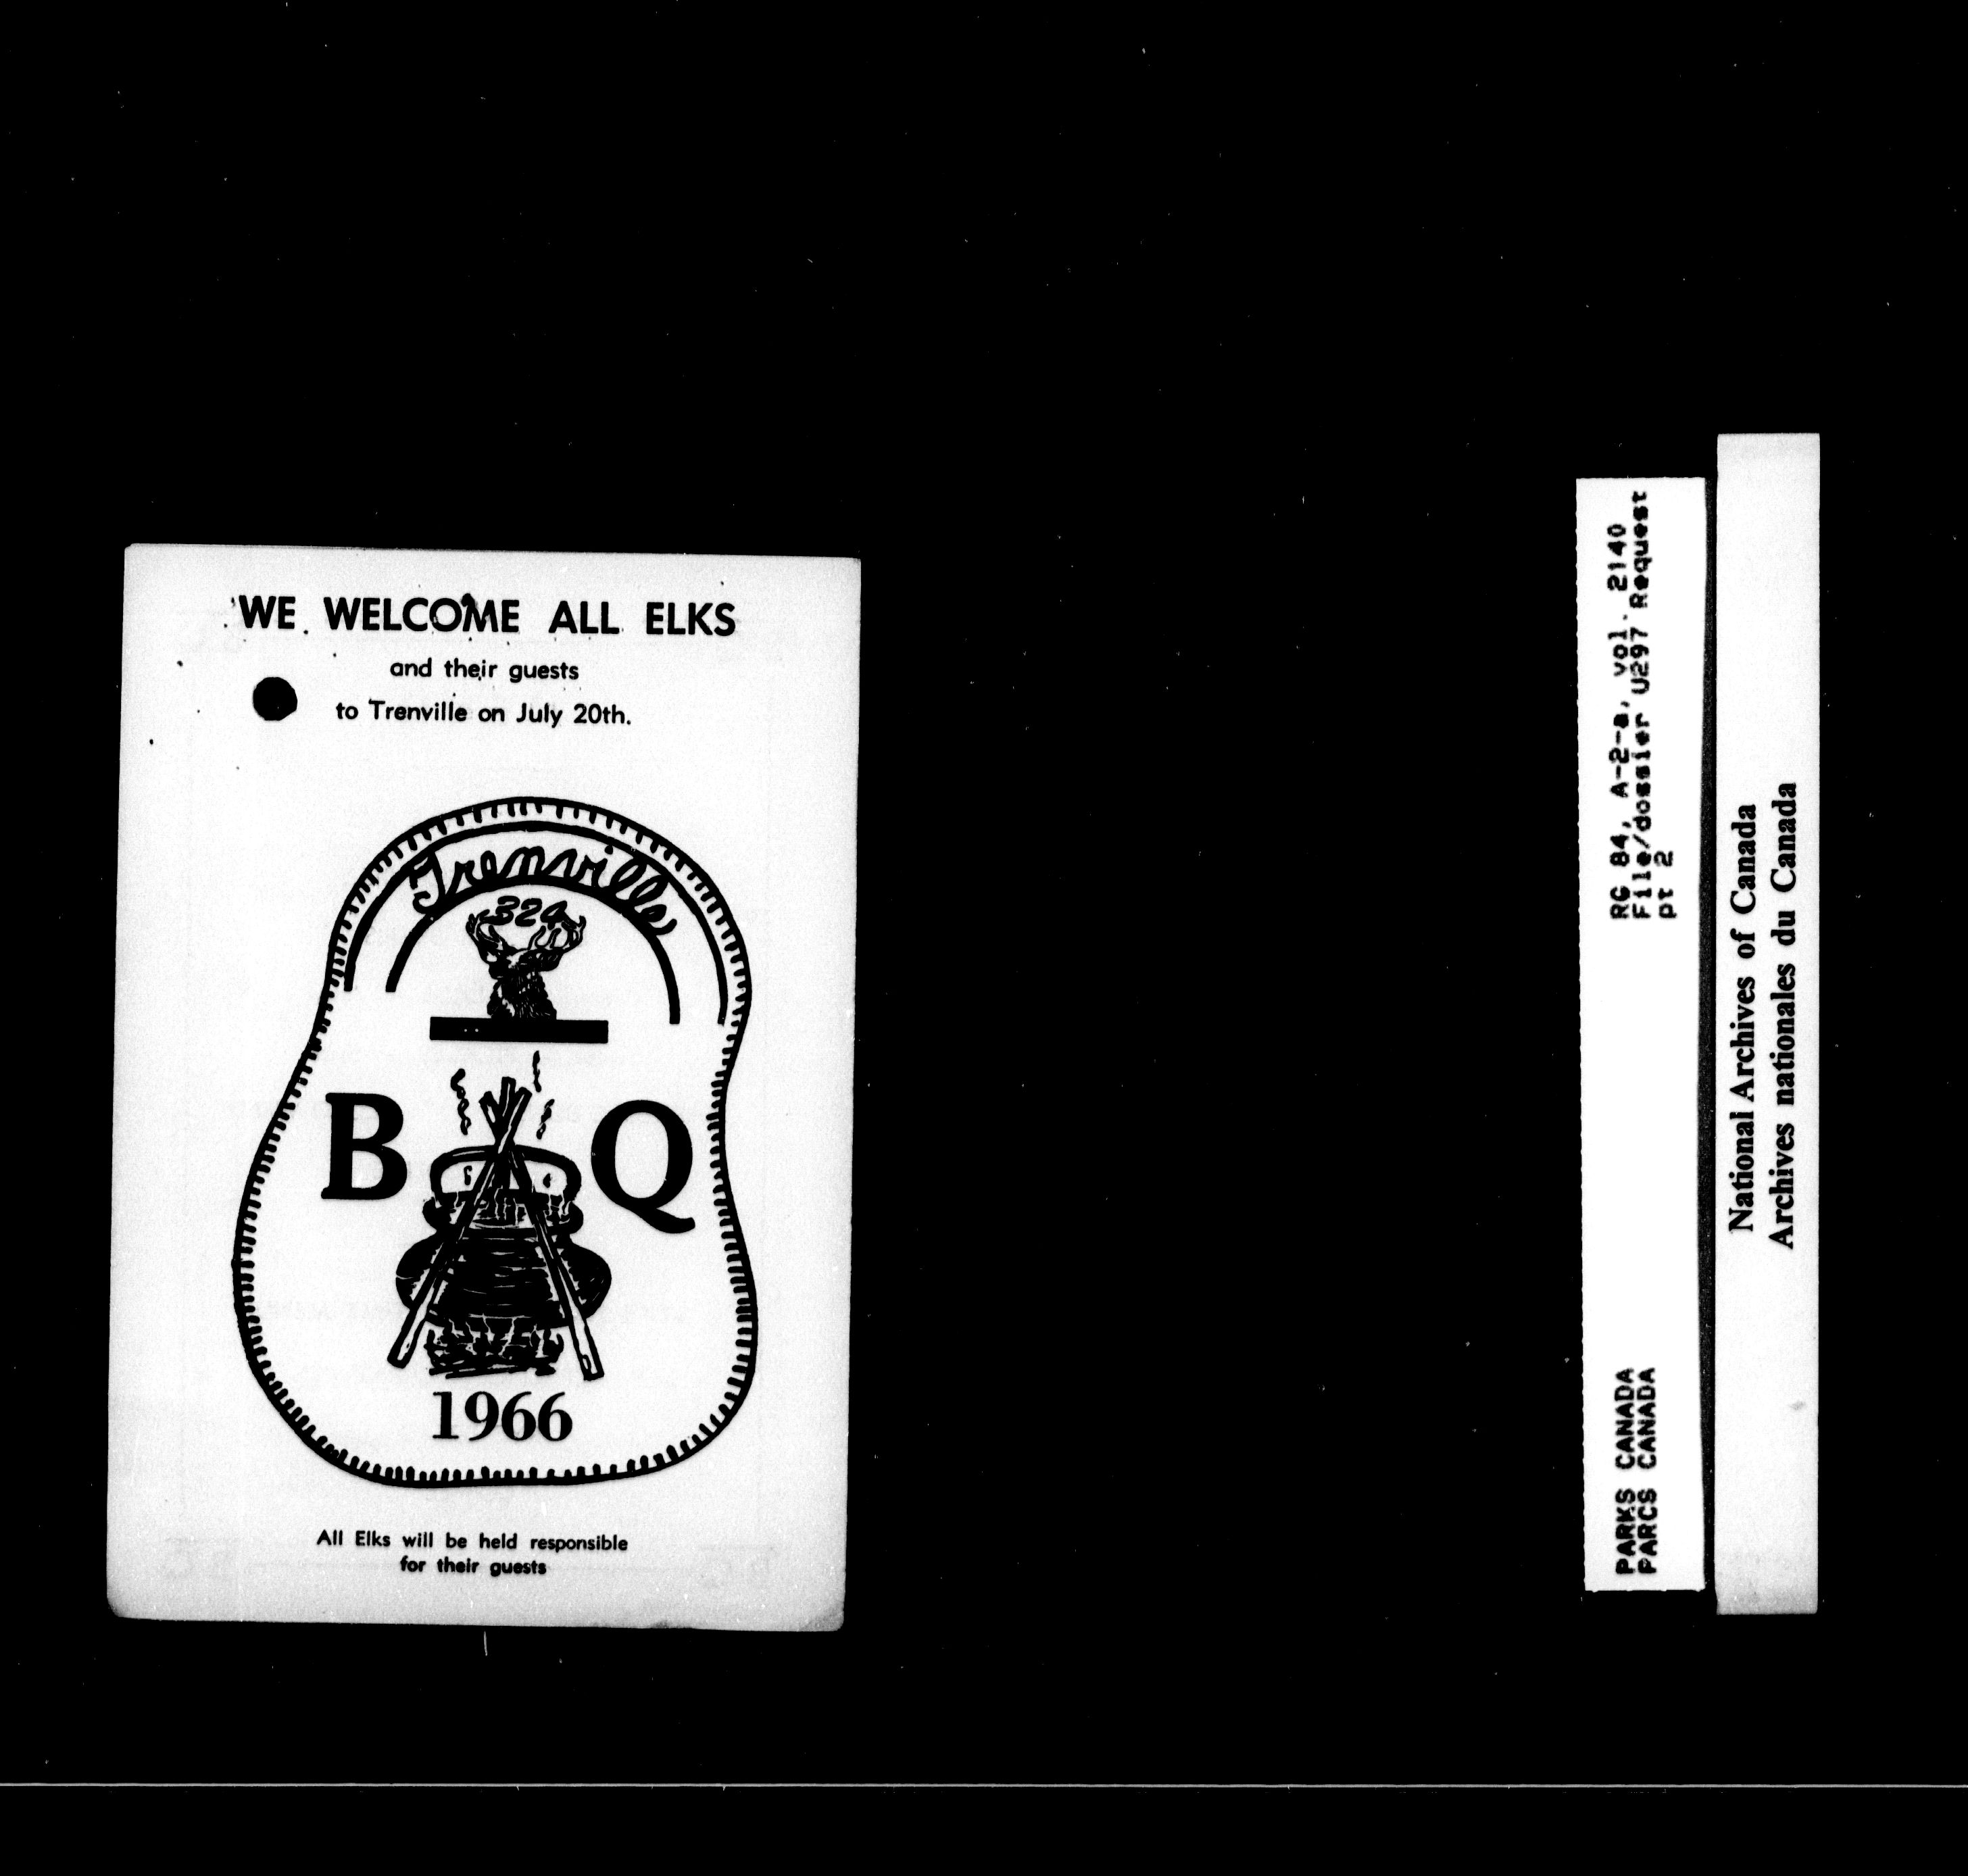 WE WELCOME ALL ELKS
and their guests
to Trenville on July 20th.
Trenville
324
B Q
1966
All Elks will be held responsible
for their guests
RG 84, A-2-a, vol. 2140
File/dossier U297 Request
pt 2
PARKS CANADA
PARCS CANADA
National Archives of Canada
Archives nationales du Canada